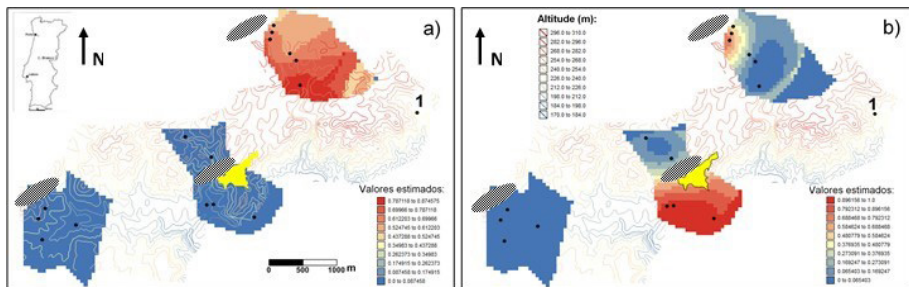 a)
N
1
Valores estimados:
0.787118 to 0.874575
0.69966 to 0.787118
0.612203 to 0.69966
0.524745 to 0.612203
0.437288 to 0.524745
0.34983 to 0.437288
0.262373 to 0.34983
0.174915 to 0.262373
0.087458 to 0.174915
0.0 to 0.087458
0 500 1000
m
b)
Altitude (m):
296.0 to 310.0
282.0 to 296.0
268.0 to 282.0
254.0 to 268.0
240.0 to 254.0
226.0 to 240.0
212.0 to 226.0
198.0 to 212.0
184.0 to 198.0
170.0 to 184.0
N
1
Valores estimados:
0.896156 to 1.0
0.792312 to 0.896156
0.688468 to 0.792312
0.584624 to 0.688468
0.480779 to 0.584624
0.376935 to 0.480779
0.273091 to 0.376935
0.169247 to 0.273091
0.065403 to 0.169247
0 to 0.065403